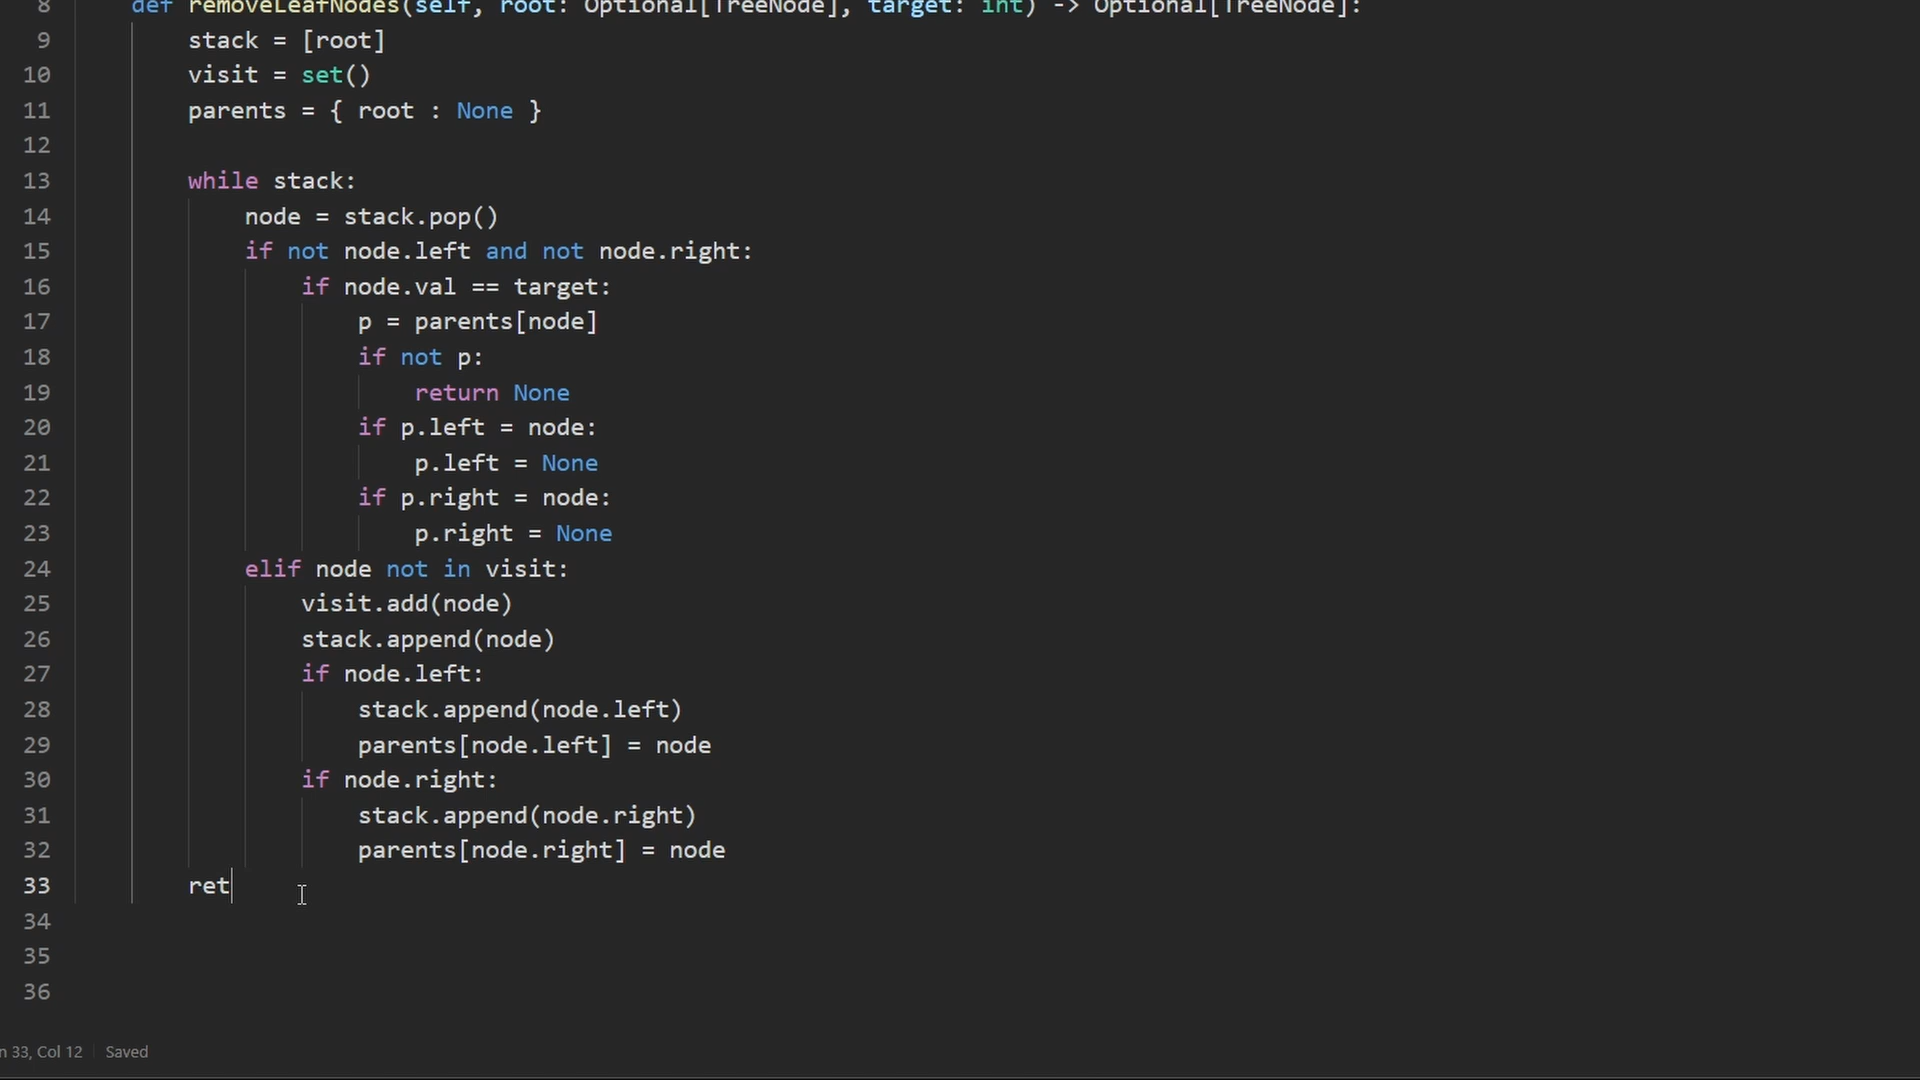 8 def removeLeafNodes(self, root: Optional[TreeNode], target: int) -> Optional[TreeNode]:
9 stack = [root]
10 visit = set()
11 parents = { root : None }
12
13 while stack:
14 node = stack.pop()
15 if not node.left and not node.right:
16 if node.val == target:
17 p = parents[node]
18 if not p:
19 return None
20 if p.left = node:
21 p.left = None
22 if p.right = node:
23 p.right = None
24 elif node not in visit:
25 visit.add(node)
26 stack.append(node)
27 if node.left:
28 stack.append(node.left)
29 parents[node.left] = node
30 if node.right:
31 stack.append(node.right)
32 parents[node.right] = node
33 ret
34
35
36
n 33, Col 12 Saved